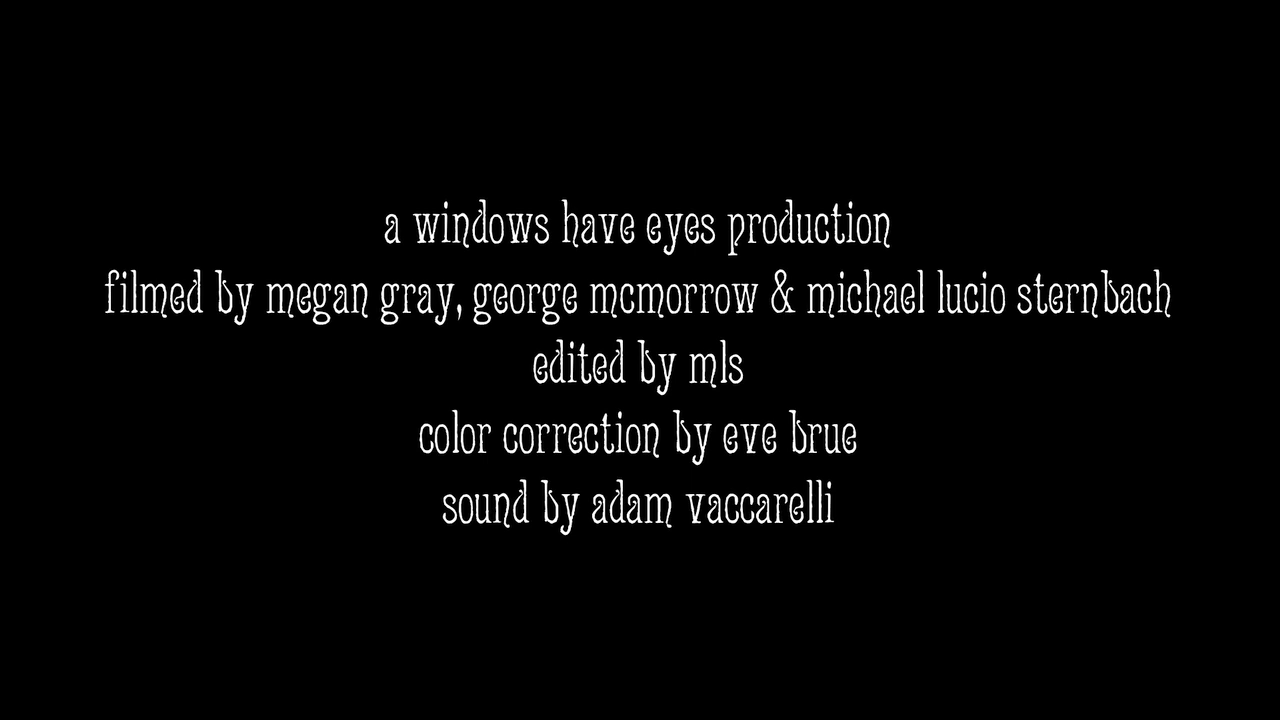 a windows have eyes production
filmed by megan gray, george mcmorrow & michael lucio sternbach
edited by mls
color correction by eve brue
sound by adam vaccarelli